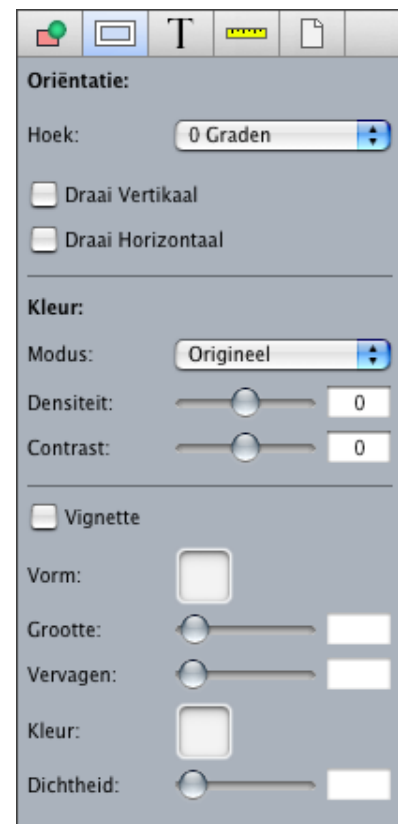 T
Oriëntatie:
Hoek: 0 Graden
Draai Vertikaal
Draai Horizontaal
Kleur:
Modus: Origineel
Densiteit: 0
Contrast: 0
Vignette
Vorm:
Grootte:
Vervagen:
Kleur:
Dichtheid: